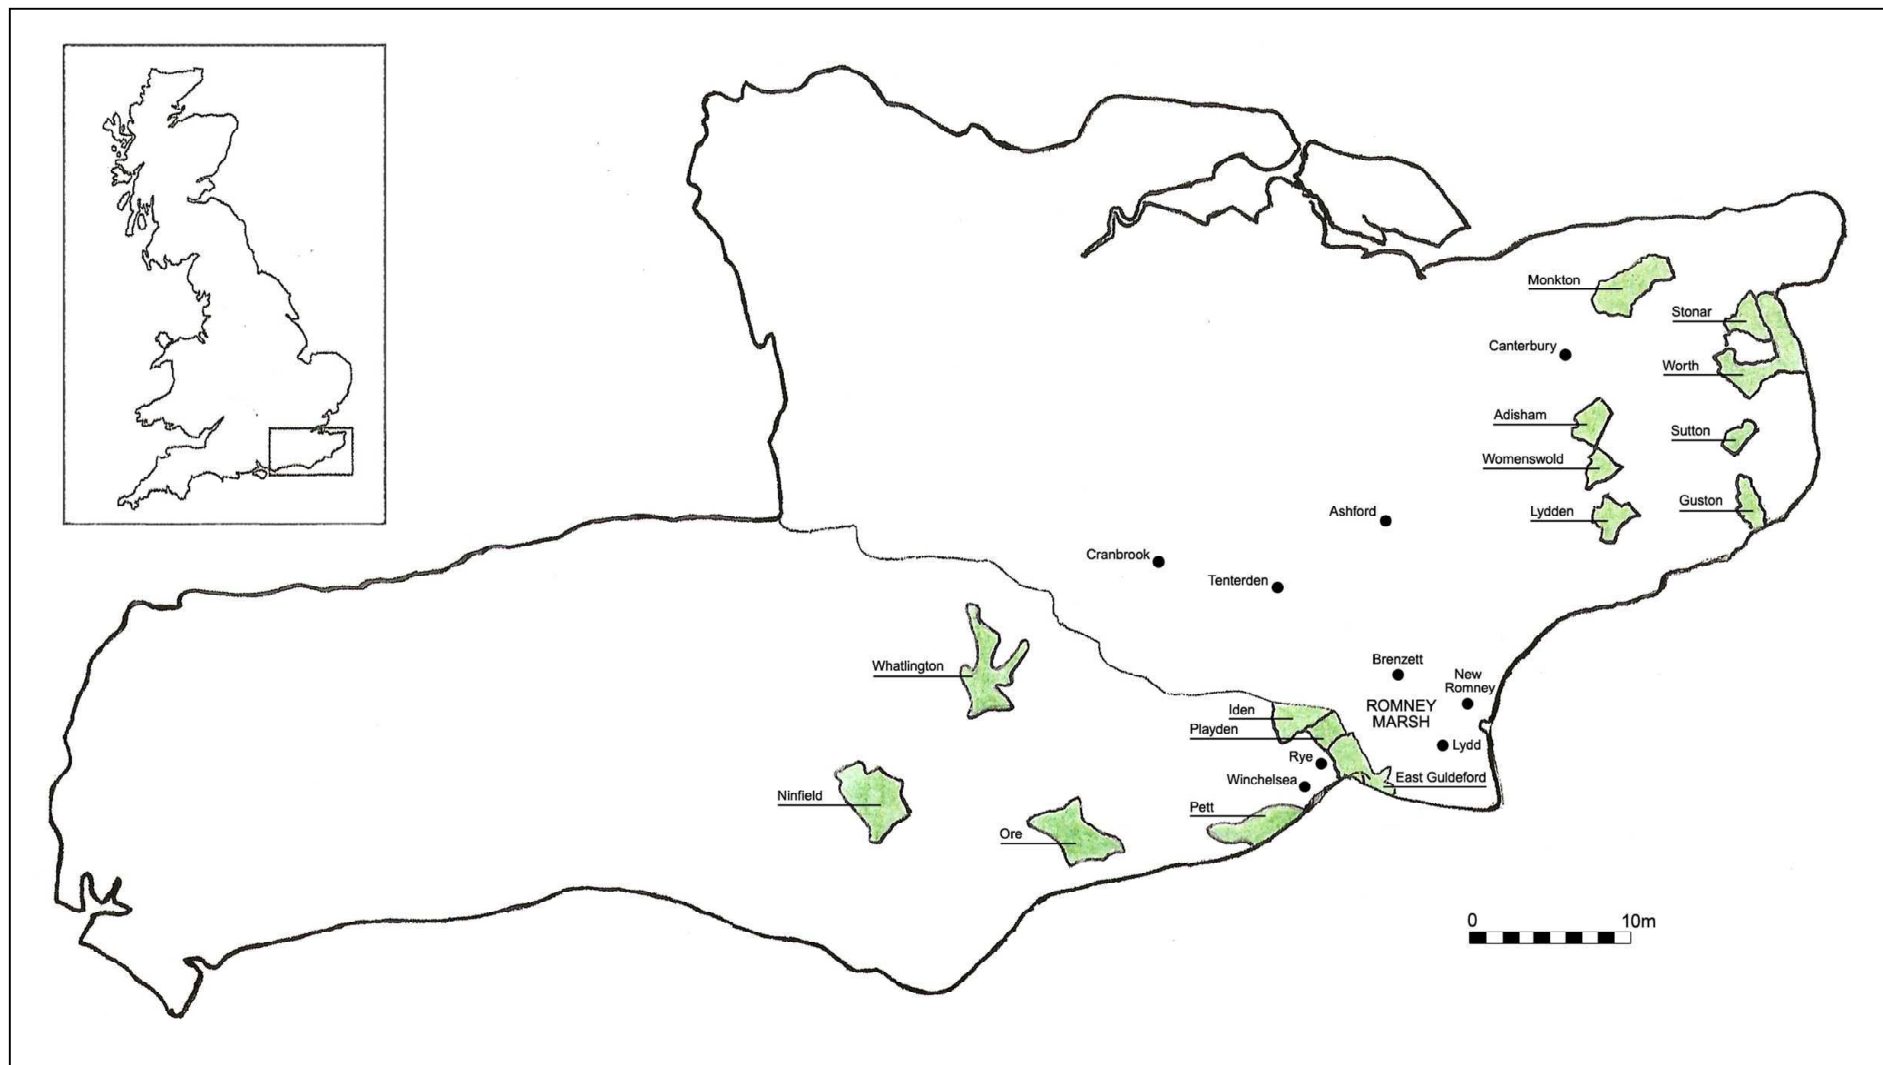 Monkton
Stonar
Canterbury
Worth
Adisham
Sutton
Womenswold
Lydden
Guston
Ashford
Cranbrook
Tenterden
Whatlington
Brenzett
New
Romney
ROMNEY
MARSH
Iden
Playden
Lydd
Rye
Winchelsea
East Guldeford
Ninfield
Pett
Ore
0 10m